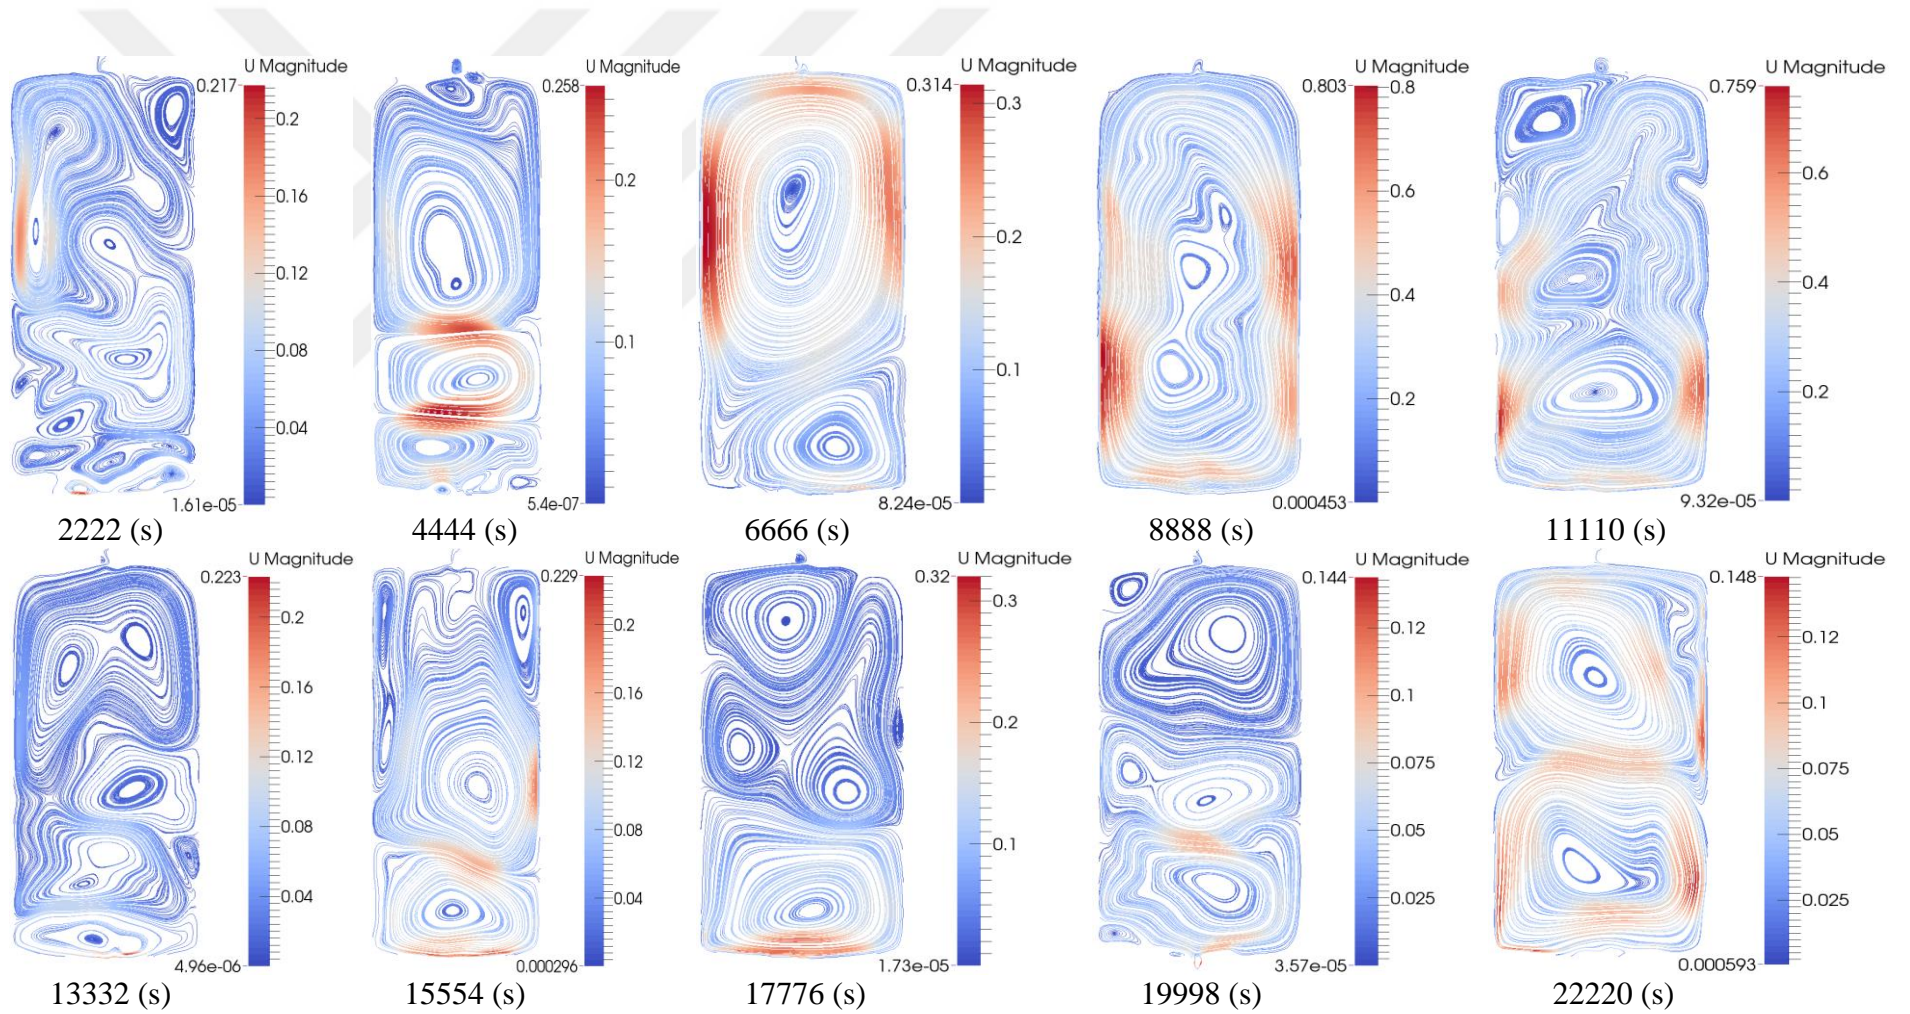 U Magnitude
0.217
0.2
0.16
0.12
0.08
0.04
1.61e-05
2222 (s)
U Magnitude
0.258
0.2
0.1
5.4e-07
4444 (s)
U Magnitude
0.314
0.3
0.2
0.1
8.24e-05
6666 (s)
U Magnitude
0.803
0.8
0.6
0.4
0.2
0.000453
8888 (s)
U Magnitude
0.759
0.6
0.4
0.2
9.32e-05
11110 (s)
U Magnitude
0.223
0.2
0.16
0.12
0.08
0.04
4.96e-06
13332 (s)
U Magnitude
0.229
0.2
0.16
0.12
0.08
0.04
0.000296
15554 (s)
U Magnitude
0.32
0.3
0.2
0.1
1.73e-05
17776 (s)
U Magnitude
0.144
0.12
0.1
0.075
0.05
0.025
3.57e-05
19998 (s)
U Magnitude
0.148
0.12
0.1
0.075
0.05
0.025
0.000593
22220 (s)